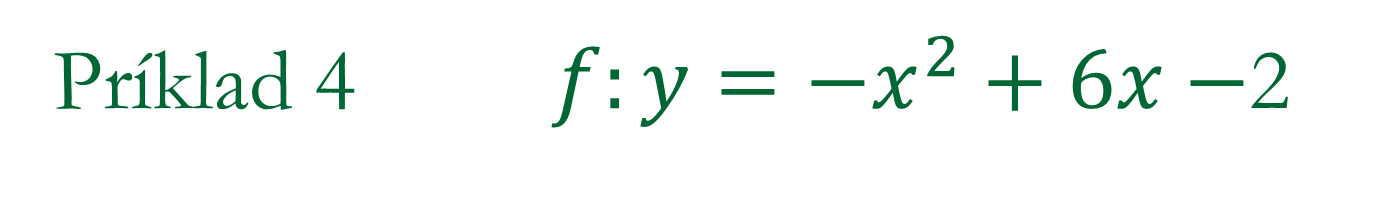 Príklad 4 f: y = −x² + 6x −2